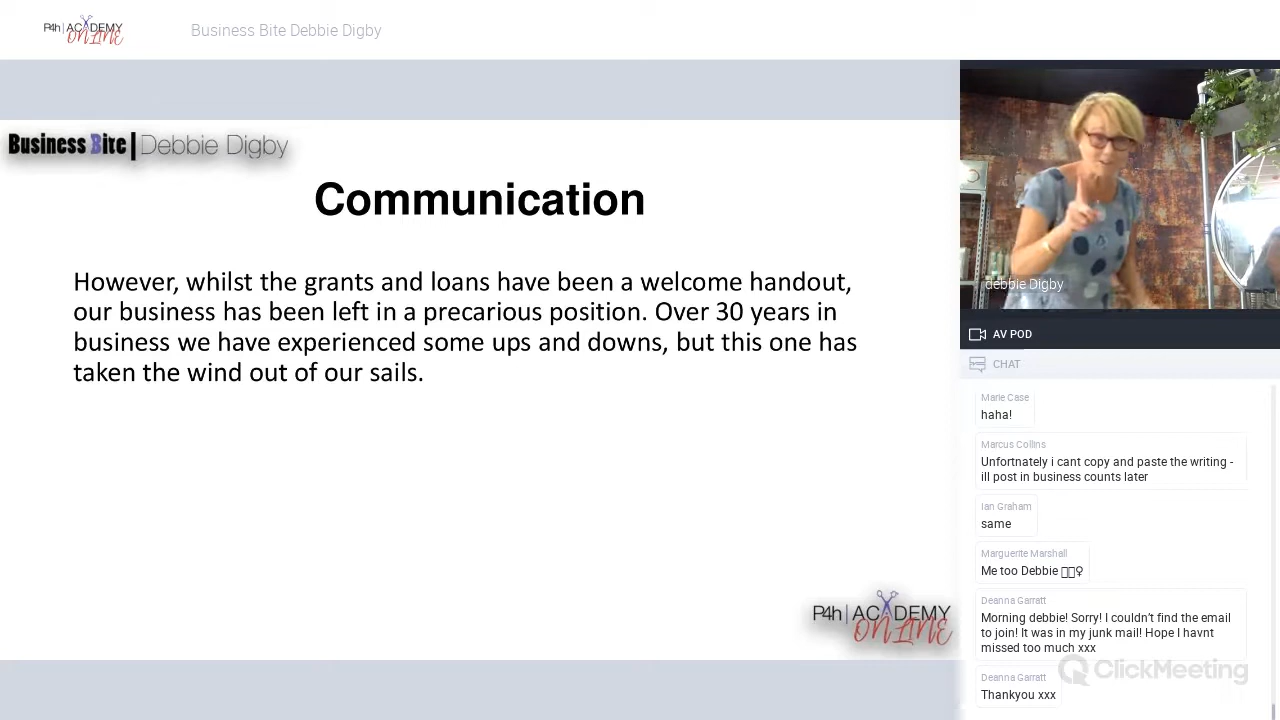 P4h | ACADEMY
ONLINE
Business Bite Debbie Digby
Business Bite | Debbie Digby
Communication
However, whilst the grants and loans have been a welcome handout,
our business has been left in a precarious position. Over 30 years in
business we have experienced some ups and downs, but this one has
taken the wind out of our sails.
P4h | ACADEMY
ONLINE
debbie Digby
AV POD
CHAT
Marie Case
haha!
Marcus Collins
Unfortnately i cant copy and paste the writing -
ill post in business counts later
Ian Graham
same
Marguerite Marshall
Me too Debbie ▯▯♀
Deanna Garratt
Morning debbie! Sorry! I couldn't find the email
to join! It was in my junk mail! Hope I havnt
missed too much xxx
Deanna Garratt
Thankyou xxx
ClickMeeting